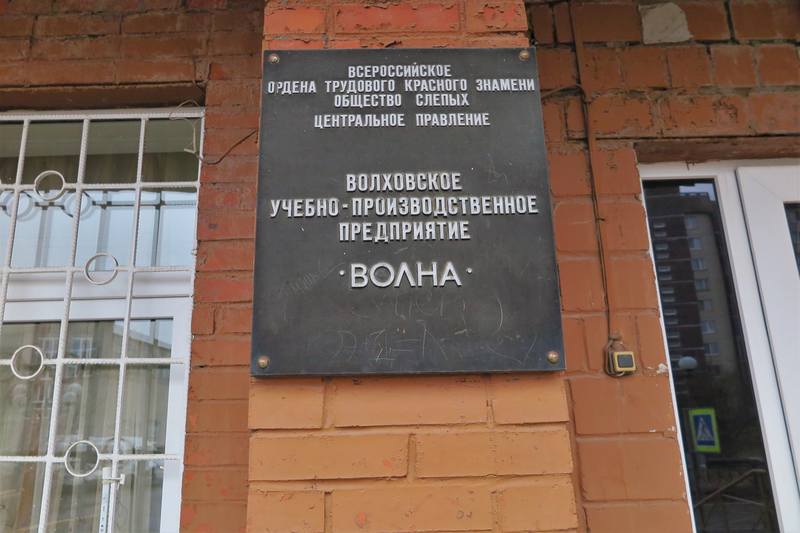 ВСЕРОССИЙСКОЕ
ОРДЕНА ТРУДОВОГО КРАСНОГО ЗНАМЕНИ
ОБЩЕСТВО СЛЕПЫХ
ЦЕНТРАЛЬНОЕ ПРАВЛЕНИЕ
ВОЛХОВСКОЕ
УЧЕБНО-ПРОИЗВОДСТВЕННОЕ
ПРЕДПРИЯТИЕ
·ВОЛНА·